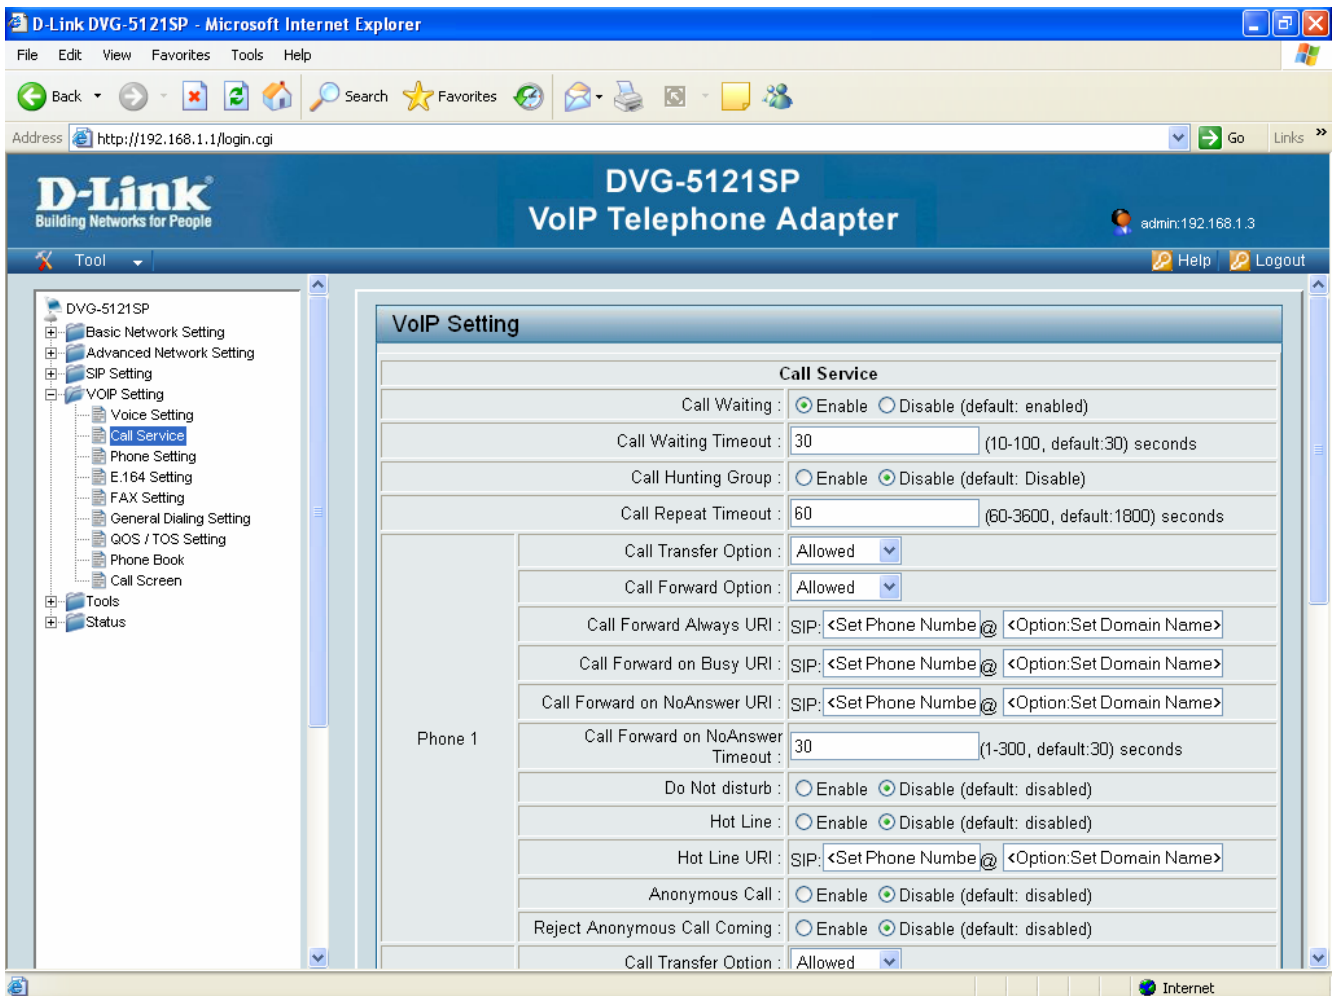 D-Link DVG-5121SP - Microsoft Internet Explorer
File Edit View Favorites Tools Help
Back Search Favorites
Address http://192.168.1.1/login.cgi Go Links »
D-Link®
Building Networks for People
DVG-5121SP
VoIP Telephone Adapter
admin:192.168.1.3
Tool Help Logout
DVG-5121SP
Basic Network Setting
Advanced Network Setting
SIP Setting
VOIP Setting
Voice Setting
Call Service
Phone Setting
E.164 Setting
FAX Setting
General Dialing Setting
QOS / TOS Setting
Phone Book
Call Screen
Tools
Status
VoIP Setting
Call Service
Call Waiting : Enable Disable (default: enabled)
Call Waiting Timeout : 30 (10-100, default:30) seconds
Call Hunting Group : Enable Disable (default: Disable)
Call Repeat Timeout : 60 (60-3600, default:1800) seconds
Phone 1
Call Transfer Option : Allowed
Call Forward Option : Allowed
Call Forward Always URI : SIP: <Set Phone Numbe @ <Option:Set Domain Name>
Call Forward on Busy URI : SIP: <Set Phone Numbe @ <Option:Set Domain Name>
Call Forward on NoAnswer URI : SIP: <Set Phone Numbe @ <Option:Set Domain Name>
Call Forward on NoAnswer
Timeout : 30 (1-300, default:30) seconds
Do Not disturb : Enable Disable (default: disabled)
Hot Line : Enable Disable (default: disabled)
Hot Line URI : SIP: <Set Phone Numbe @ <Option:Set Domain Name>
Anonymous Call : Enable Disable (default: disabled)
Reject Anonymous Call Coming : Enable Disable (default: disabled)
Call Transfer Option : Allowed
Internet